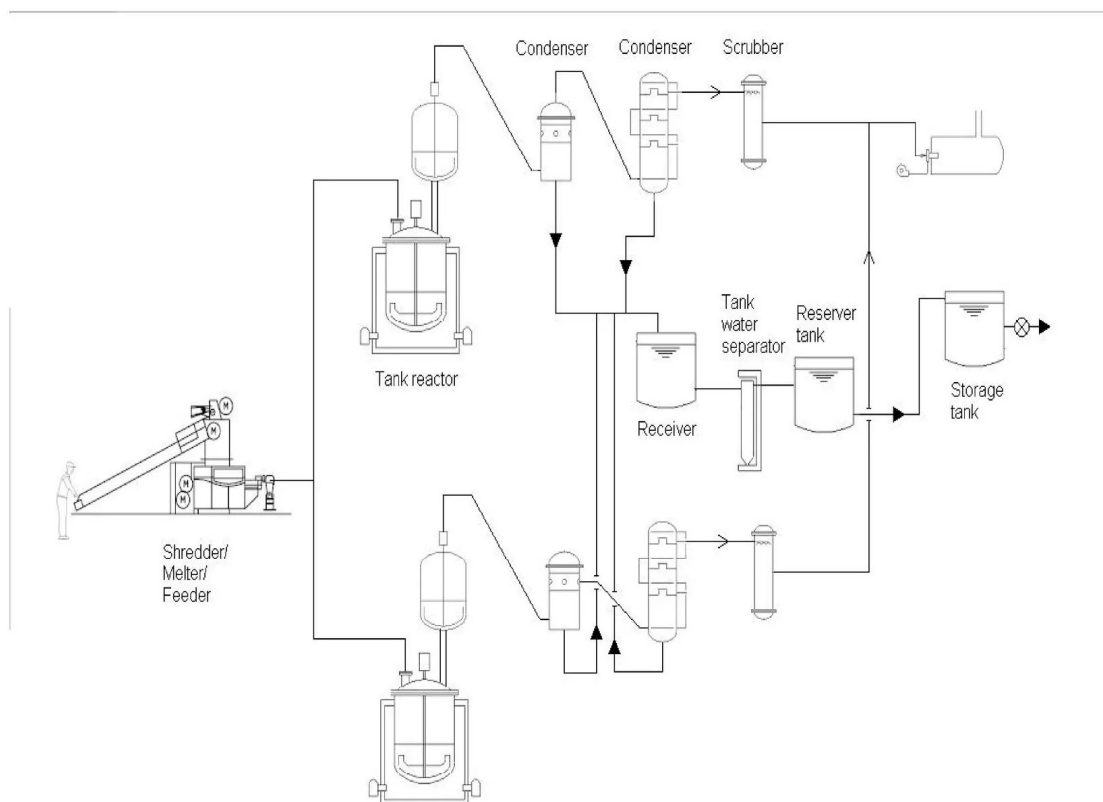 Condenser
Condenser
Scrubber
Tank reactor
Tank
water
separator
Reserver
tank
Receiver
Storage
tank
M
M
M
M
Shredder/
Melter/
Feeder